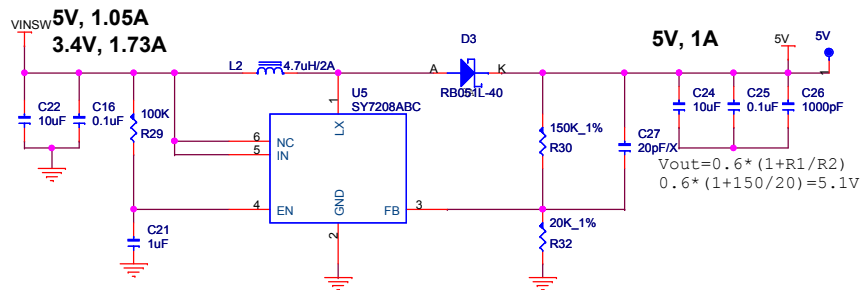 VINSW
5V, 1.05A
3.4V, 1.73A
L2
4.7uH/2A
D3
A
K
RB051L-40
5V, 1A
5V
5V
1
C22
10uF
C16
0.1uF
100K
R29
U5
SY7208ABC
1
LX
6
NC
5
IN
4
EN
GND
2
FB
3
150K_1%
R30
C27
20pF/X
C24
10uF
C25
0.1uF
C26
1000pF
Vout=0.6*(1+R1/R2)
0.6*(1+150/20)=5.1V
C21
1uF
20K_1%
R32